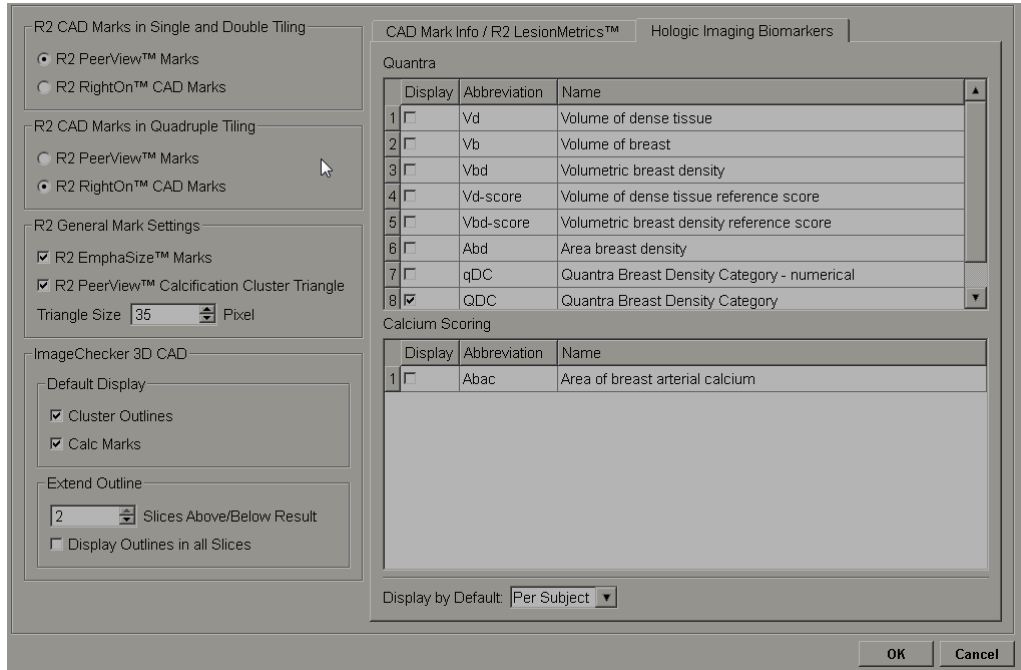 R2 CAD Marks in Single and Double Tiling
R2 PeerView™ Marks
R2 RightOn™ CAD Marks
R2 CAD Marks in Quadruple Tiling
R2 PeerView™ Marks
R2 RightOn™ CAD Marks
R2 General Mark Settings
R2 EmphaSize™ Marks
R2 PeerView™ Calcification Cluster Triangle
Triangle Size 35 Pixel
ImageChecker 3D CAD
Default Display
Cluster Outlines
Calc Marks
Extend Outline
2 Slices Above/Below Result
Display Outlines in all Slices
CAD Mark Info / R2 LesionMetrics™ Hologic Imaging Biomarkers
Quantra
Display Abbreviation Name
1 Vd Volume of dense tissue
2 Vb Volume of breast
3 Vbd Volumetric breast density
4 Vd-score Volume of dense tissue reference score
5 Vbd-score Volumetric breast density reference score
6 Abd Area breast density
7 qDC Quantra Breast Density Category - numerical
8 QDC Quantra Breast Density Category
Calcium Scoring
Display Abbreviation Name
1 Abac Area of breast arterial calcium
Display by Default: Per Subject
OK Cancel